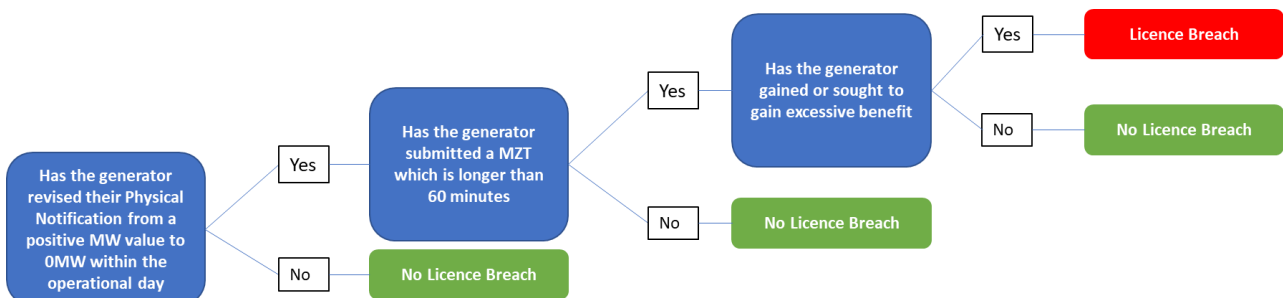 Has the generator
revised their Physical
Notification from a
positive MW value to
0MW within the
operational day
Yes
No
Has the generator
submitted a MZT
which is longer than
60 minutes
No Licence Breach
Yes
No
Has the generator
gained or sought to
gain excessive benefit
No Licence Breach
Yes
No
Licence Breach
No Licence Breach